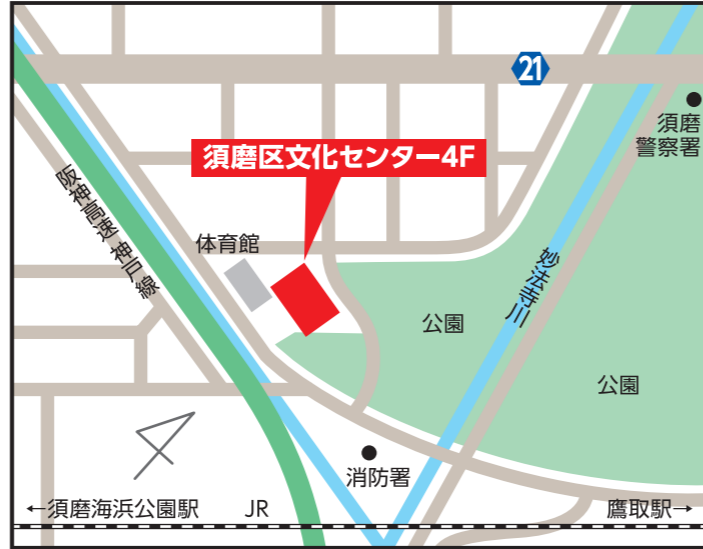 21
須磨
警察署
須磨区文化センター4F
阪神高速 神戸線
体育館
妙法寺川
公園
公園
消防署
←須磨海浜公園駅
JR
鷹取駅→